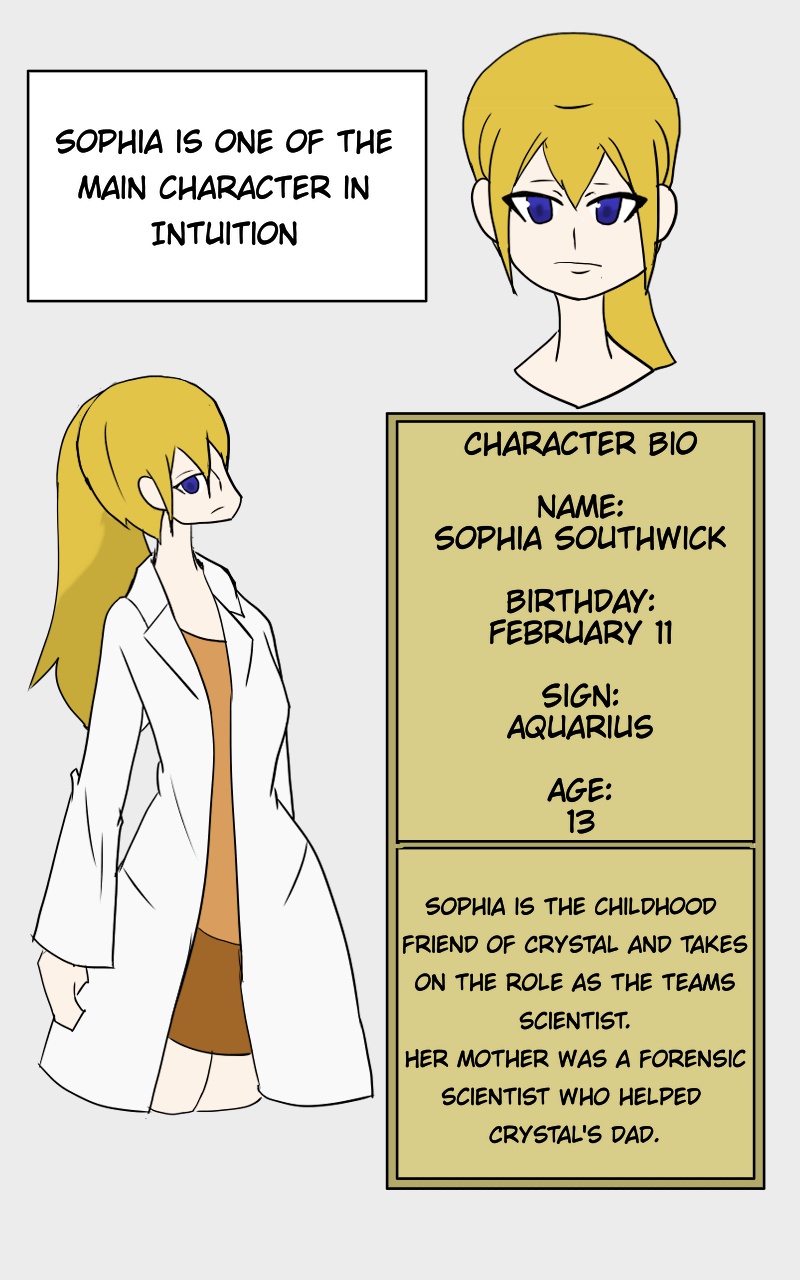 SOPHIA IS ONE OF THE
MAIN CHARACTER IN
INTUITION
CHARACTER BIO
NAME:
SOPHIA SOUTHWICK
BIRTHDAY:
FEBRUARY 11
SIGN:
AQUARIUS
AGE:
13
SOPHIA IS THE CHILDHOOD
FRIEND OF CRYSTAL AND TAKES
ON THE ROLE AS THE TEAMS
SCIENTIST.
HER MOTHER WAS A FORENSIC
SCIENTIST WHO HELPED
CRYSTAL'S DAD.